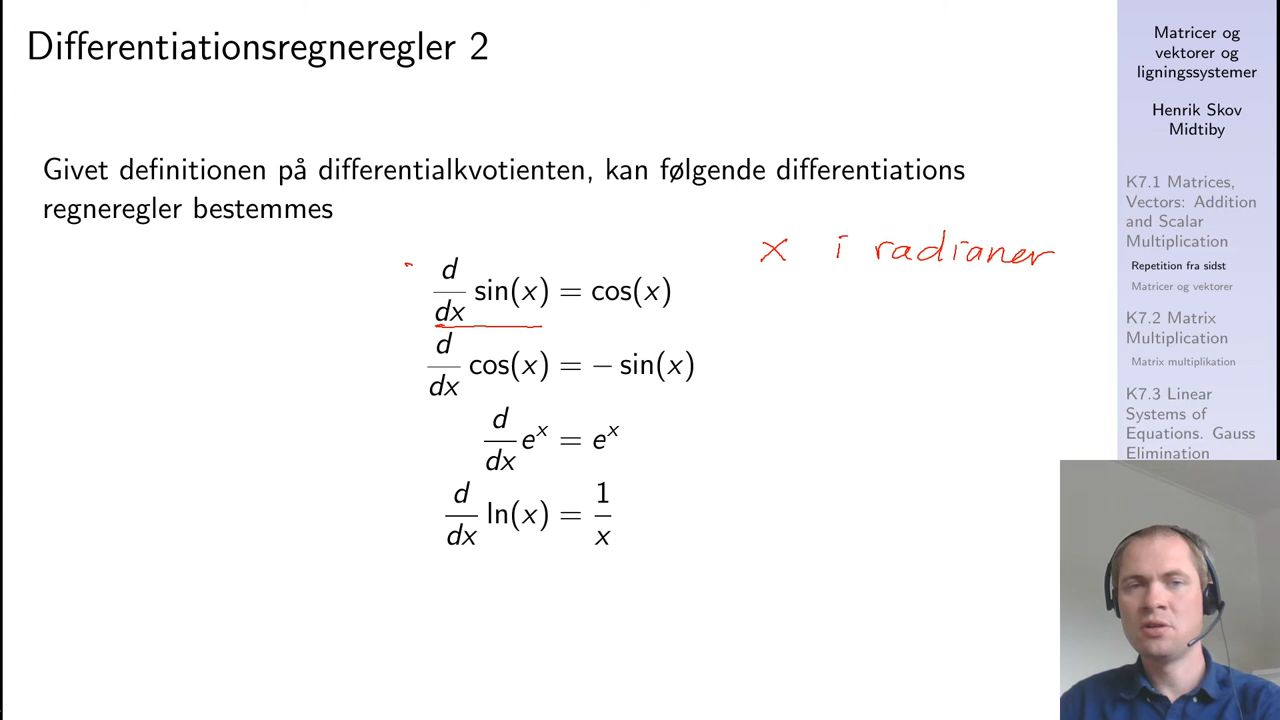 Differentiationsregneregler 2
Givet definitionen på differentialkvotienten, kan følgende differentiations
regneregler bestemmes
x i radianer
d/dx sin(x) = cos(x)
d/dx cos(x) = − sin(x)
d/dx eˣ = eˣ
d/dx ln(x) = 1/x
Matricer og
vektorer og
ligningssystemer
Henrik Skov
Midtiby
K7.1 Matrices,
Vectors: Addition
and Scalar
Multiplication
Repetition fra sidst
Matricer og vektorer
K7.2 Matrix
Multiplication
Matrix multiplikation
K7.3 Linear
Systems of
Equations. Gauss
Elimination